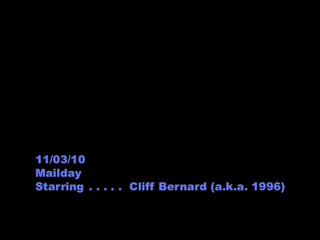 11/03/10
Mailday
Starring . . . . . Cliff Bernard (a.k.a. 1996)